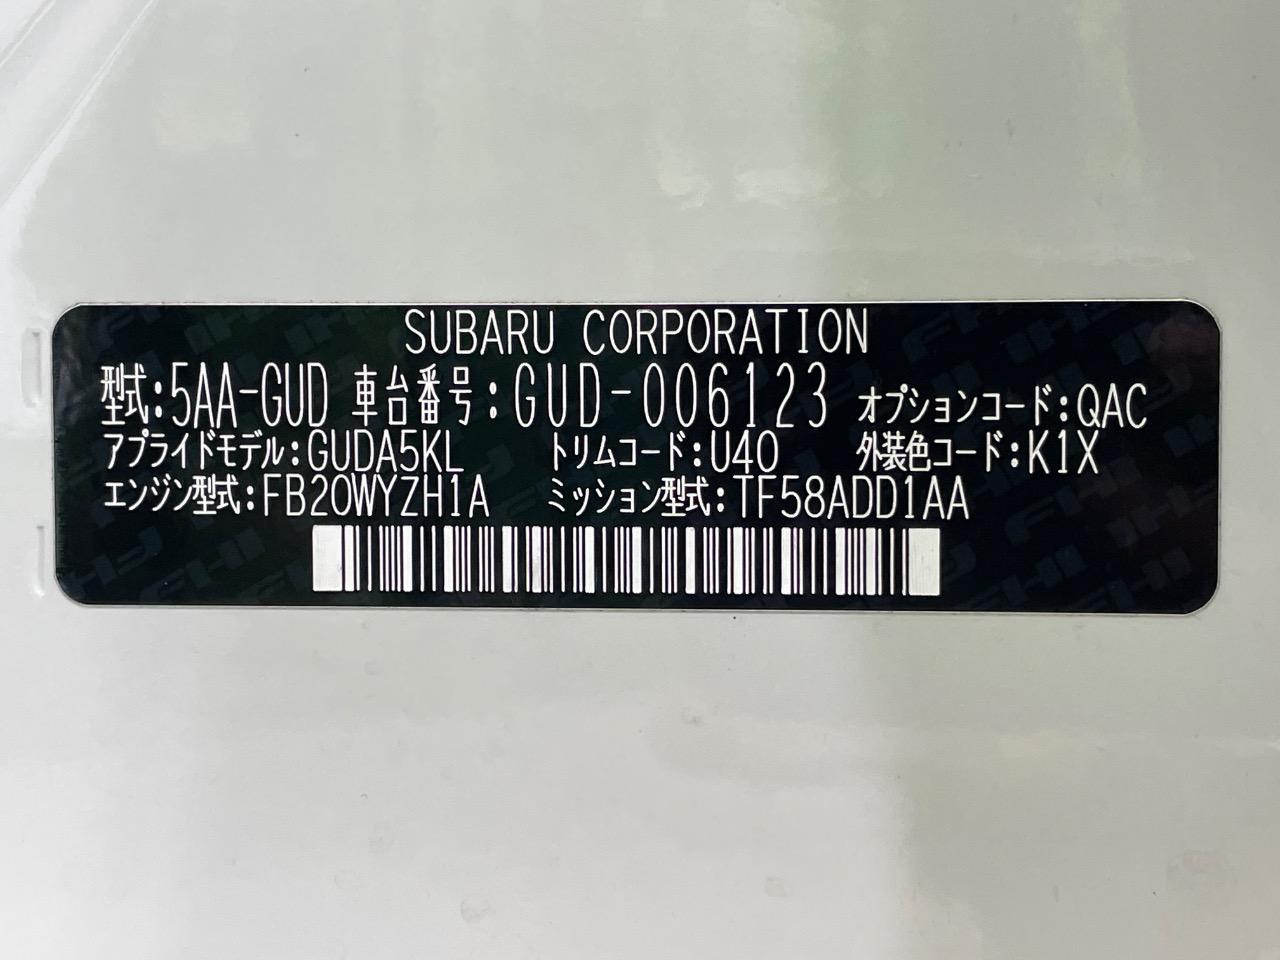 SUBARU CORPORATION
型式:5AA-GUD 車台番号:GUD-006123 オプションコード:QAC
アプライドモデル:GUDA5KL トリムコード:U40 外装色コード:K1X
エンジン型式:FB20WYZH1A ミッション型式:TF58ADD1AA